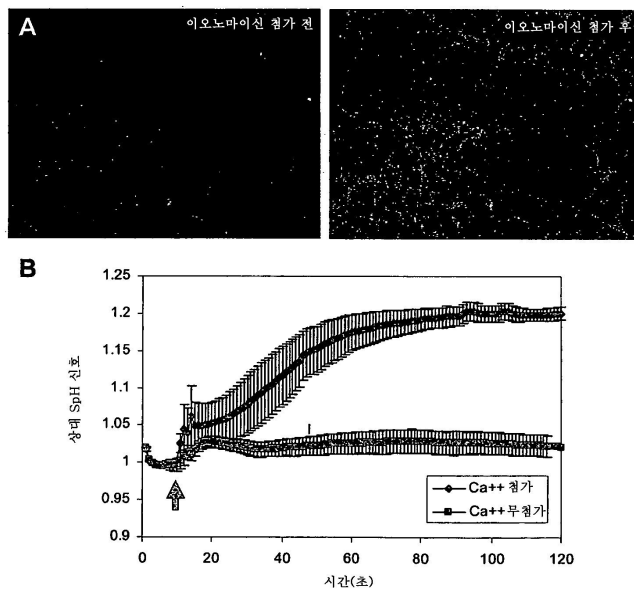 A
이오노마이신 첨가 전
이오노마이신 첨가 후
B
1.25
1.2
1.15
1.1
1.05
1
0.95
0.9
상대 SpH 신호
0 20 40 60 80 100 120
시간(초)
Ca++ 첨가
Ca++ 무첨가